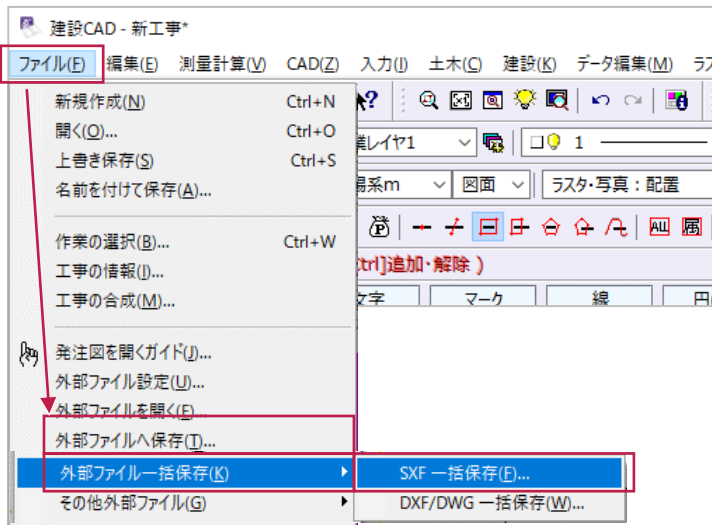 建設CAD - 新工事*
ファイル(F) 編集(E) 測量計算(V) CAD(Z) 入力(I) 土木(C) 建設(K) データ編集(M)
新規作成(N) Ctrl+N
開く(O)... Ctrl+O
上書き保存(S) Ctrl+S
名前を付けて保存(A)...
作業の選択(B)... Ctrl+W
工事の情報(I)...
工事の合成(M)...
発注図を開くガイド(J)...
外部ファイル設定(U)...
外部ファイルを開く(F)...
外部ファイルへ保存(T)...
外部ファイル一括保存(K)
その他外部ファイル(G)
SXF 一括保存(F)...
DXF/DWG 一括保存(W)...
業レイヤ1 1
場系m 図面 ラスタ・写真:配置
P ALL 属
Ctrl]追加・解除 )
文字 マーク 線 円